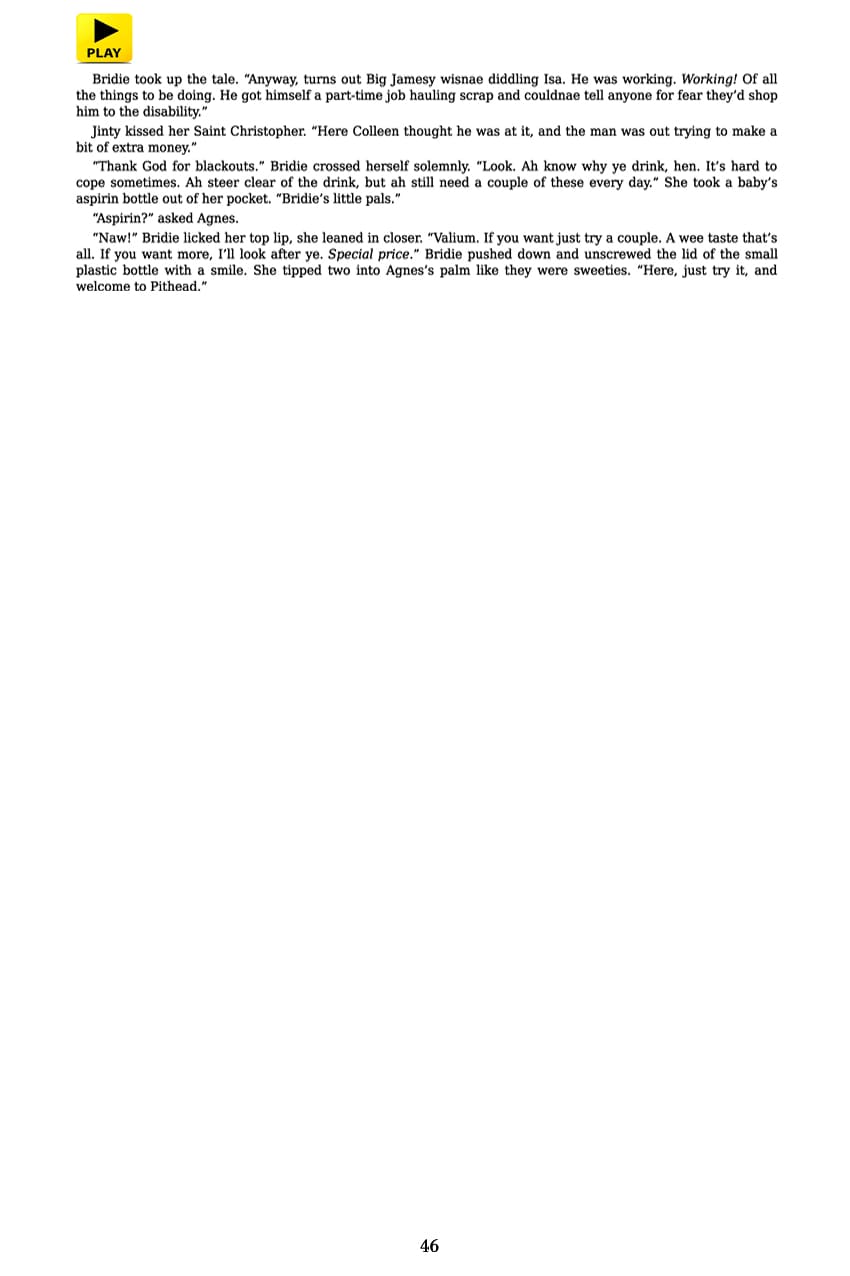 PLAY
Bridie took up the tale. “Anyway, turns out Big Jamesy wisnae diddling Isa. He was working. Working! Of all
the things to be doing. He got himself a part-time job hauling scrap and couldnae tell anyone for fear they’d shop
him to the disability.”
Jinty kissed her Saint Christopher. “Here Colleen thought he was at it, and the man was out trying to make a
bit of extra money.”
“Thank God for blackouts.” Bridie crossed herself solemnly. “Look. Ah know why ye drink, hen. It’s hard to
cope sometimes. Ah steer clear of the drink, but ah still need a couple of these every day.” She took a baby’s
aspirin bottle out of her pocket. “Bridie’s little pals.”
“Aspirin?” asked Agnes.
“Naw!” Bridie licked her top lip, she leaned in closer. “Valium. If you want just try a couple. A wee taste that’s
all. If you want more, I’ll look after ye. Special price.” Bridie pushed down and unscrewed the lid of the small
plastic bottle with a smile. She tipped two into Agnes’s palm like they were sweeties. “Here, just try it, and
welcome to Pithead.”
46